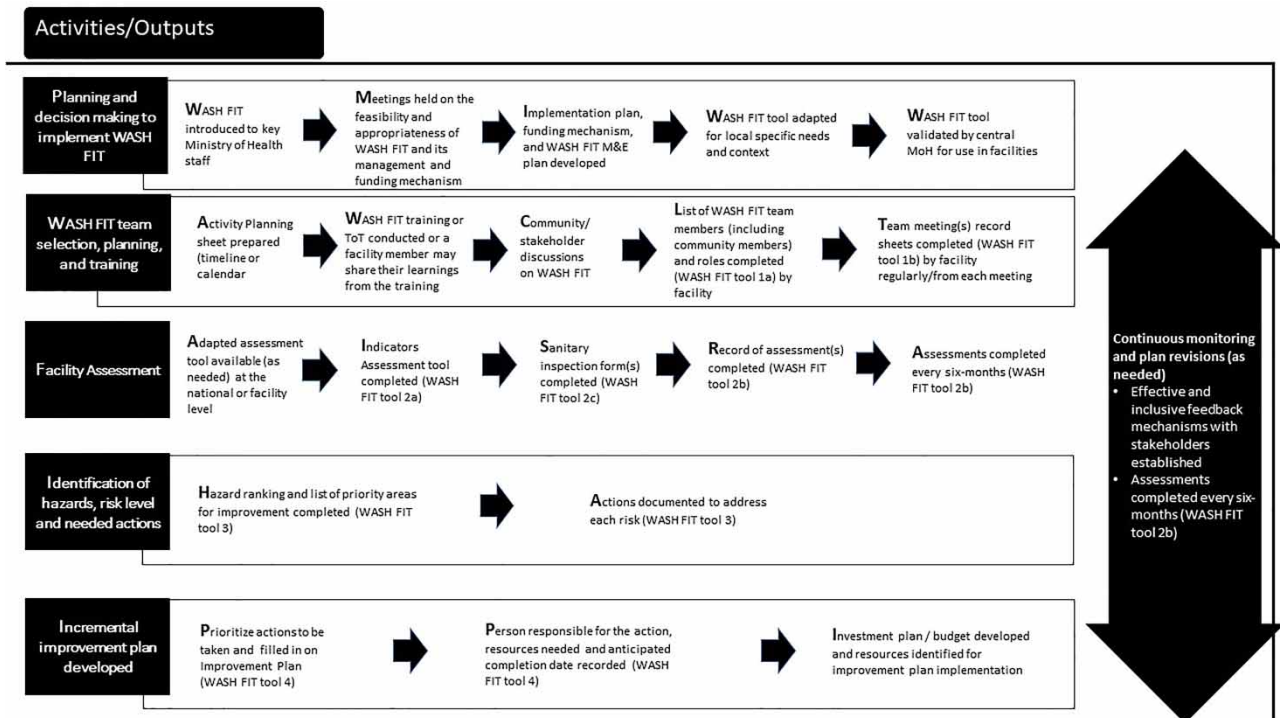 Activities/Outputs
Planning and
decision making to
implement WASH
FIT
WASH FIT
introduced to key
Ministry of Health
staff
Meetings held on the
feasibility and
appropriateness of
WASH FIT and its
management and
funding mechanism
Implementation plan,
funding mechanism,
and WASH FIT M&E
plan developed
WASH FIT tool adapted
for local specific needs
and context
WASH FIT tool
validated by central
MoH for use in facilities
WASH FIT team
selection, planning,
and training
Activity Planning
sheet prepared
(timeline or
calendar
WASH FIT training or
ToT conducted or a
facility member may
share their learnings
from the training
Community/
stakeholder
discussions
on WASH FIT
List of WASH FIT team
members (including
community members)
and roles completed
(WASH FIT tool 1a) by
facility
Team meeting(s) record
sheets completed (WASH FIT
tool 1b) by facility
regularly/from each meeting
Facility Assessment
Adapted assessment
tool available (as
needed) at the
national or facility
level
Indicators
Assessment tool
completed (WASH
FIT tool 2a)
Sanitary
inspection form(s)
completed (WASH
FIT tool 2c)
Record of assessment(s)
completed (WASH FIT tool 2b)
Assessments completed
every six-months (WASH FIT
tool 2b)
Identification of
hazards, risk level
and needed actions
Hazard ranking and list of priority areas
for improvement completed (WASH FIT
tool 3)
Actions documented to address
each risk (WASH FIT tool 3)
Incremental
improvement plan
developed
Prioritize actions to be
taken and filled in on
Improvement Plan
(WASH FIT tool 4)
Person responsible for the action,
resources needed and anticipated
completion date recorded (WASH
FIT tool 4)
Investment plan / budget developed
and resources identified for
improvement plan implementation
Continuous monitoring
and plan revisions (as
needed)
• Effective and
inclusive feedback
mechanisms with
stakeholders
established
• Assessments
completed every six-
months (WASH FIT
tool 2b)